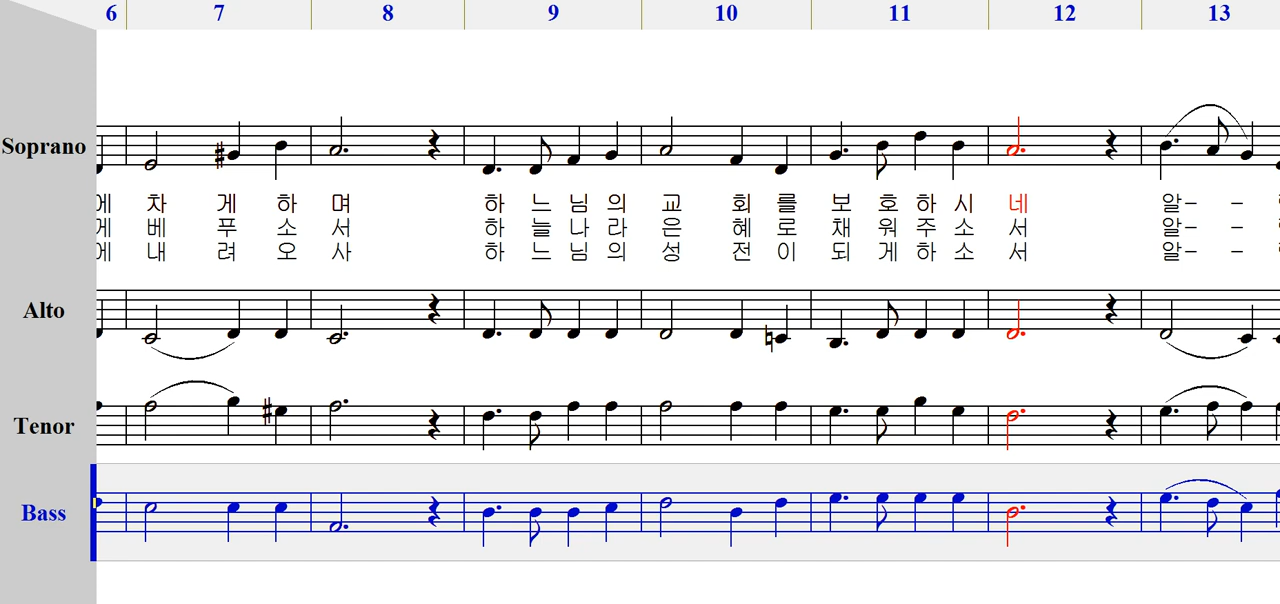 6 7 8 9 10 11 12 13
Soprano
에 차 게 하 며 하 느 님 의 교 회 를 보 호 하 시 네 알- -
게 베 푸 소 서 하 늘 나 라 은 혜 로 채 워 주 소 서 알- -
에 내 려 오 사 하 느 님 의 성 전 이 되 게 하 소 서 알- -
Alto
Tenor
Bass